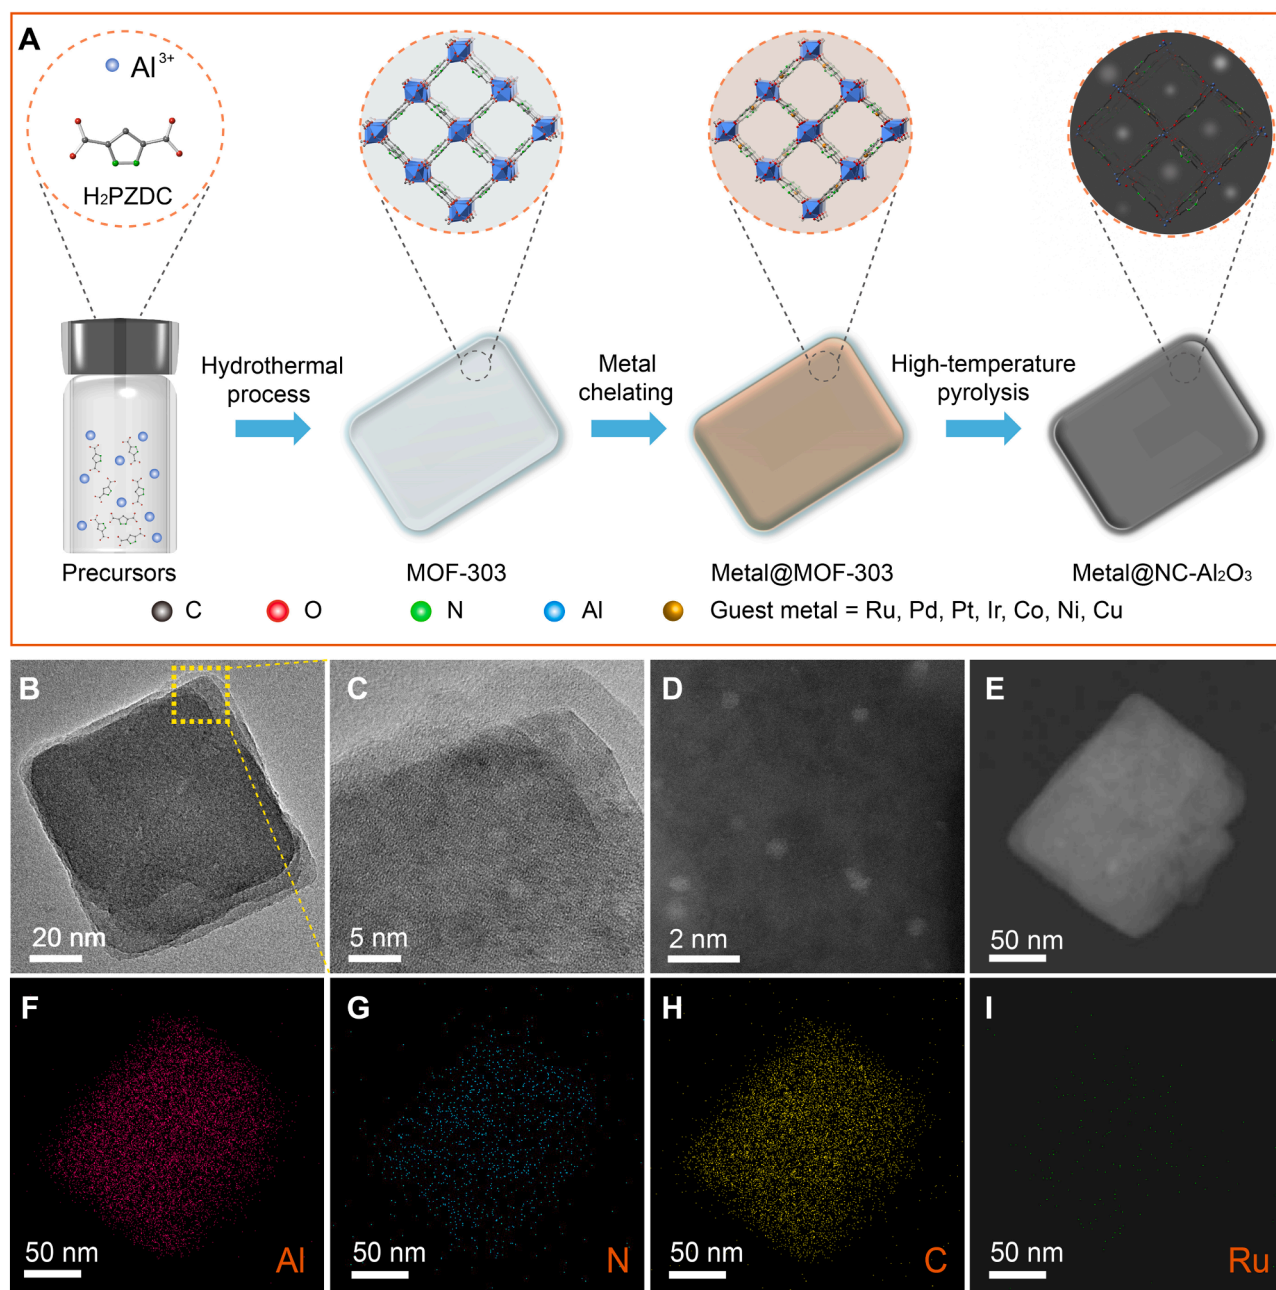 A
Al³⁺
H₂PZDC
Hydrothermal
process
Metal
chelating
High-temperature
pyrolysis
Precursors
MOF-303
Metal@MOF-303
Metal@NC-Al₂O₃
C
O
N
Al
Guest metal = Ru, Pd, Pt, Ir, Co, Ni, Cu
B
20 nm
C
5 nm
D
2 nm
E
50 nm
F
50 nm
Al
G
50 nm
N
H
50 nm
C
I
50 nm
Ru